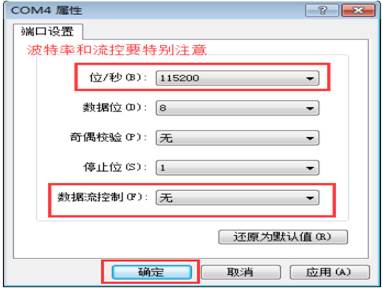 COM4 属性
端口设置
波特率和流控要特别注意
位/秒(B): 115200
数据位(D): 8
奇偶校验(P): 无
停止位(S): 1
数据流控制(F): 无
还原为默认值(R)
确定 取消 应用(A)